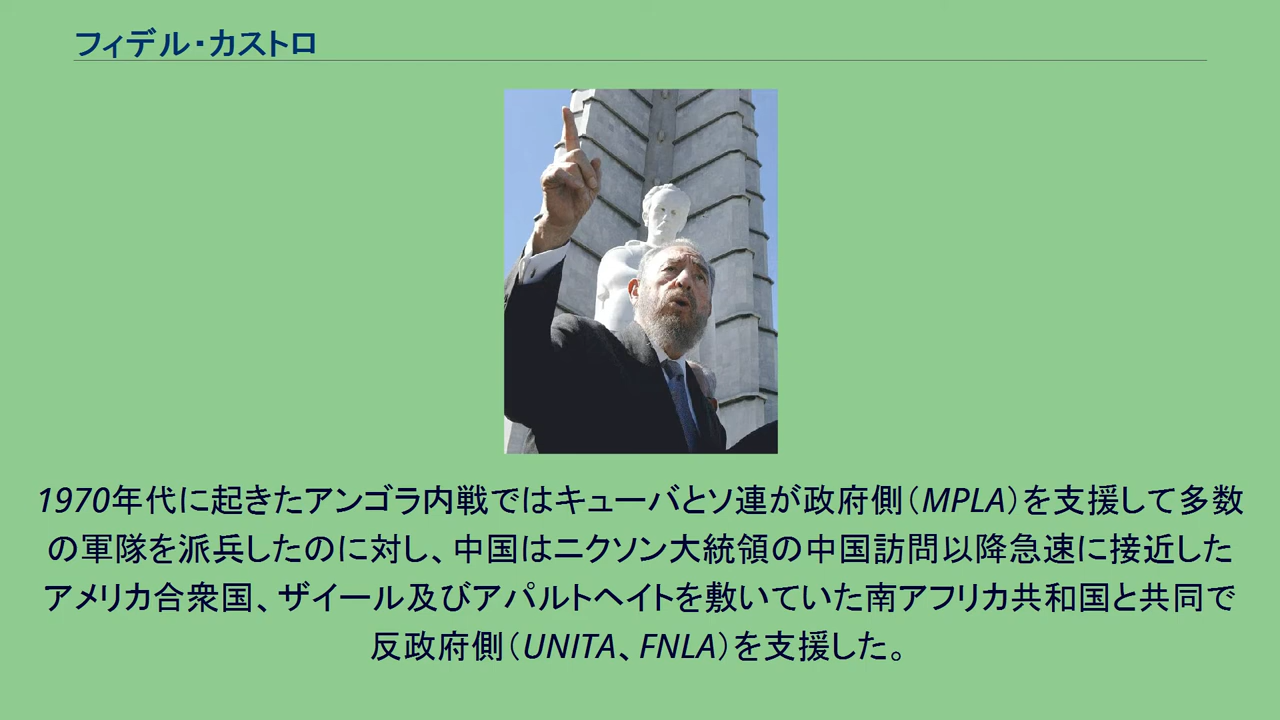 フィデル・カストロ
1970年代に起きたアンゴラ内戦ではキューバとソ連が政府側（MPLA）を支援して多数
の軍隊を派兵したのに対し、中国はニクソン大統領の中国訪問以降急速に接近した
アメリカ合衆国、ザイール及びアパルトヘイトを敷いていた南アフリカ共和国と共同で
反政府側（UNITA、FNLA）を支援した。